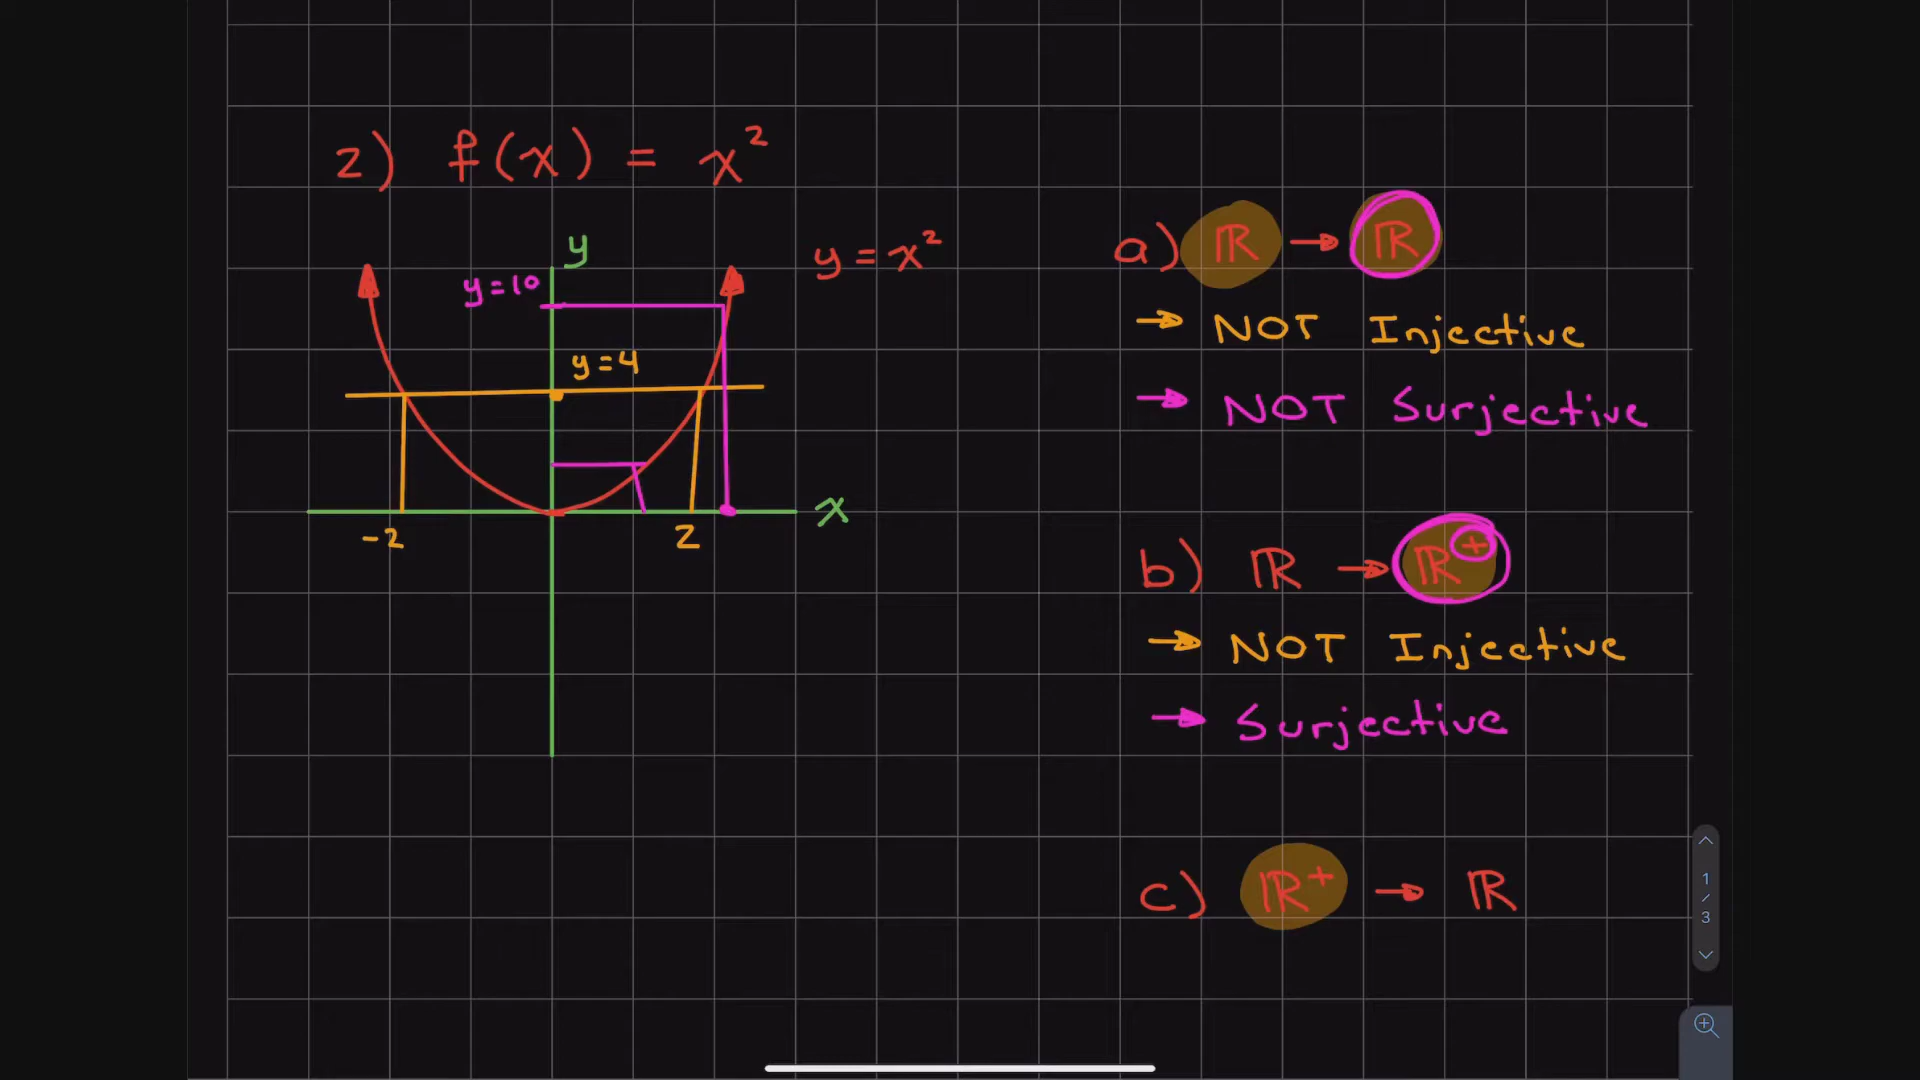 2) f(x) = x²
y
y = x²
y=10
y=4
-2
2
x
a) ℝ → ℝ
→ NOT Injective
→ NOT Surjective
b) ℝ → ℝ⁺
→ NOT Injective
→ Surjective
c) ℝ⁺ → ℝ
1
/
3